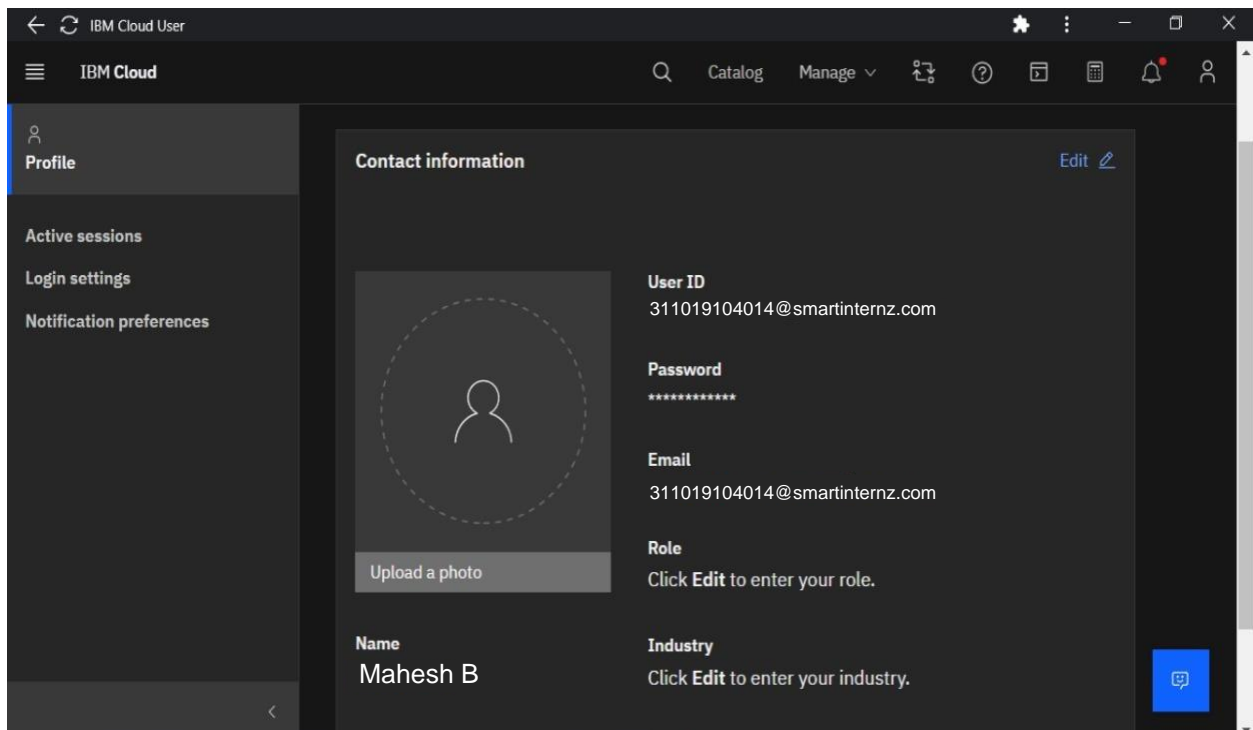 IBM Cloud User
IBM Cloud
Catalog
Manage
Profile
Active sessions
Login settings
Notification preferences
Contact information
Edit
Upload a photo
Name
Mahesh B
User ID
311019104014@smartinternz.com
Password
************
Email
311019104014@smartinternz.com
Role
Click Edit to enter your role.
Industry
Click Edit to enter your industry.